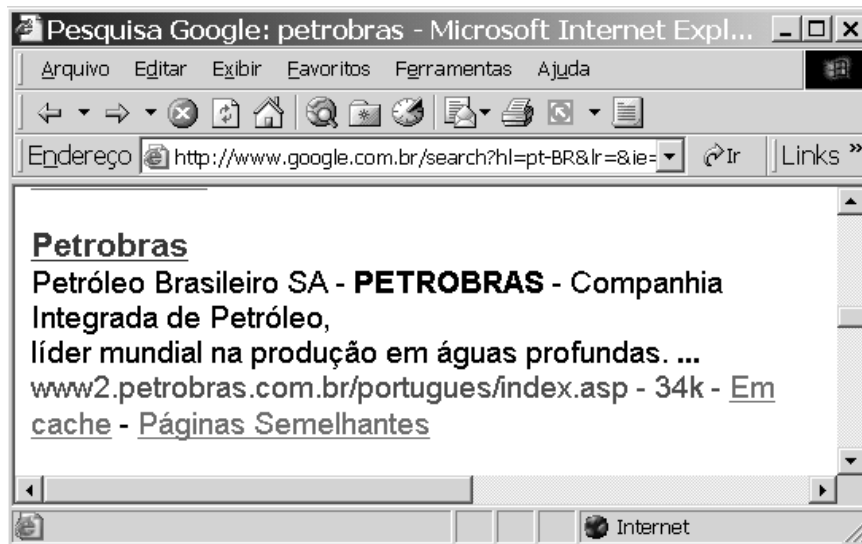 Pesquisa Google: petrobras - Microsoft Internet Expl...
Arquivo Editar Exibir Favoritos Ferramentas Ajuda
Endereço http://www.google.com.br/search?hl=pt-BR&lr=&ie= Ir Links »
Petrobras
Petróleo Brasileiro SA - PETROBRAS - Companhia
Integrada de Petróleo,
líder mundial na produção em águas profundas. ...
www2.petrobras.com.br/portugues/index.asp - 34k - Em
cache - Páginas Semelhantes
Internet